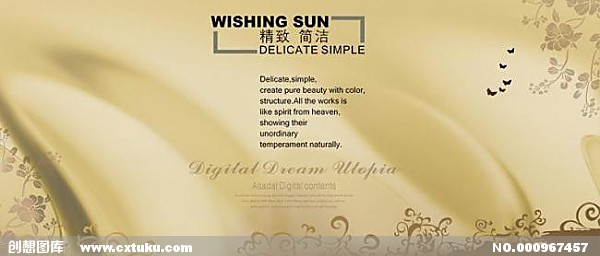 WISHING SUN
精致 简洁
DELICATE SIMPLE
Delicate,simple,
create pure beauty with color,
structure.All the works is
like spirit from heaven,
showing their
unordinary
temperament naturally.
Digital Dream Utopia
Asadal Digital contents
创想图库 www.cxtuku.com
NO.000967457